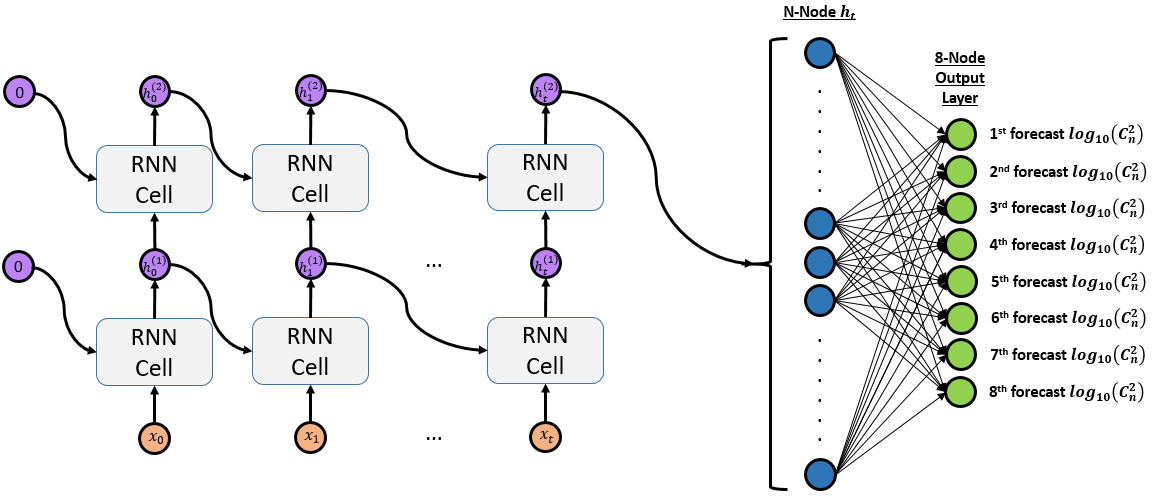 N-Node hₜ
8-Node
Output
Layer
0
h₀⁽²⁾
h₁⁽²⁾
hₜ⁽²⁾
RNN
Cell
RNN
Cell
RNN
Cell
0
h₀⁽¹⁾
h₁⁽¹⁾
...
hₜ⁽¹⁾
RNN
Cell
RNN
Cell
RNN
Cell
x₀
x₁
...
xₜ
1st forecast log₁₀(Cₙ²)
2nd forecast log₁₀(Cₙ²)
3rd forecast log₁₀(Cₙ²)
4th forecast log₁₀(Cₙ²)
5th forecast log₁₀(Cₙ²)
6th forecast log₁₀(Cₙ²)
7th forecast log₁₀(Cₙ²)
8th forecast log₁₀(Cₙ²)